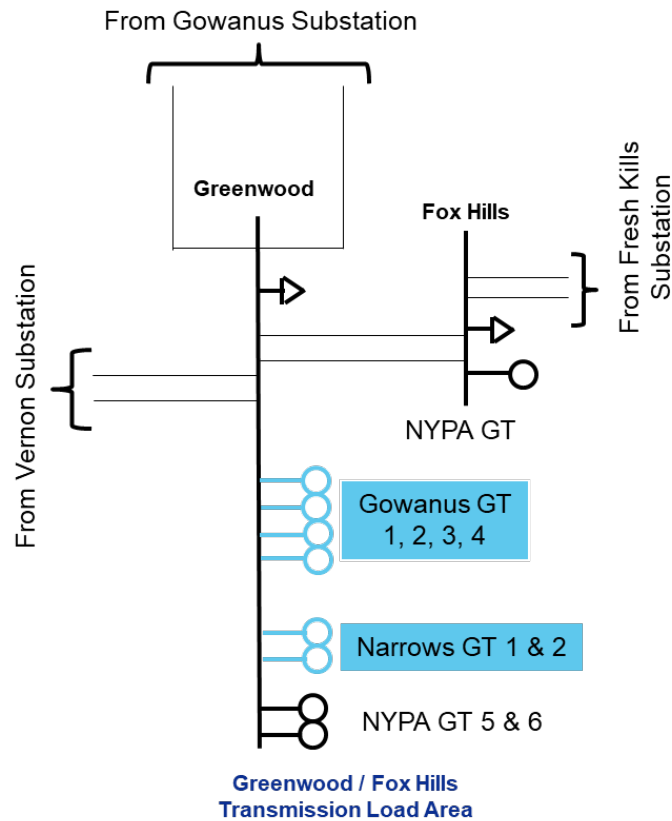 From Gowanus Substation
Greenwood
Fox Hills
From Fresh Kills
Substation
From Vernon Substation
NYPA GT
Gowanus GT
1, 2, 3, 4
Narrows GT 1 & 2
NYPA GT 5 & 6
Greenwood / Fox Hills
Transmission Load Area